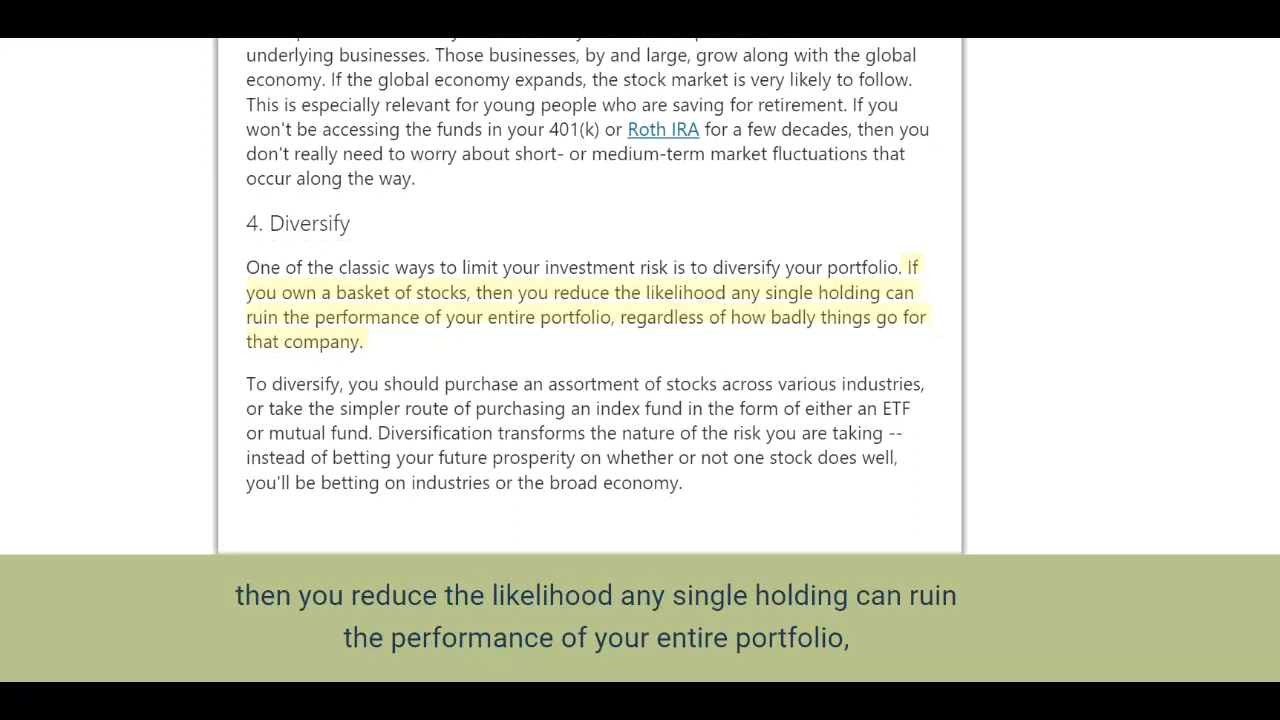 underlying businesses. Those businesses, by and large, grow along with the global
economy. If the global economy expands, the stock market is very likely to follow.
This is especially relevant for young people who are saving for retirement. If you
won't be accessing the funds in your 401(k) or Roth IRA for a few decades, then you
don't really need to worry about short- or medium-term market fluctuations that
occur along the way.
4. Diversify
One of the classic ways to limit your investment risk is to diversify your portfolio. If
you own a basket of stocks, then you reduce the likelihood any single holding can
ruin the performance of your entire portfolio, regardless of how badly things go for
that company.
To diversify, you should purchase an assortment of stocks across various industries,
or take the simpler route of purchasing an index fund in the form of either an ETF
or mutual fund. Diversification transforms the nature of the risk you are taking --
instead of betting your future prosperity on whether or not one stock does well,
you'll be betting on industries or the broad economy.
then you reduce the likelihood any single holding can ruin
the performance of your entire portfolio,